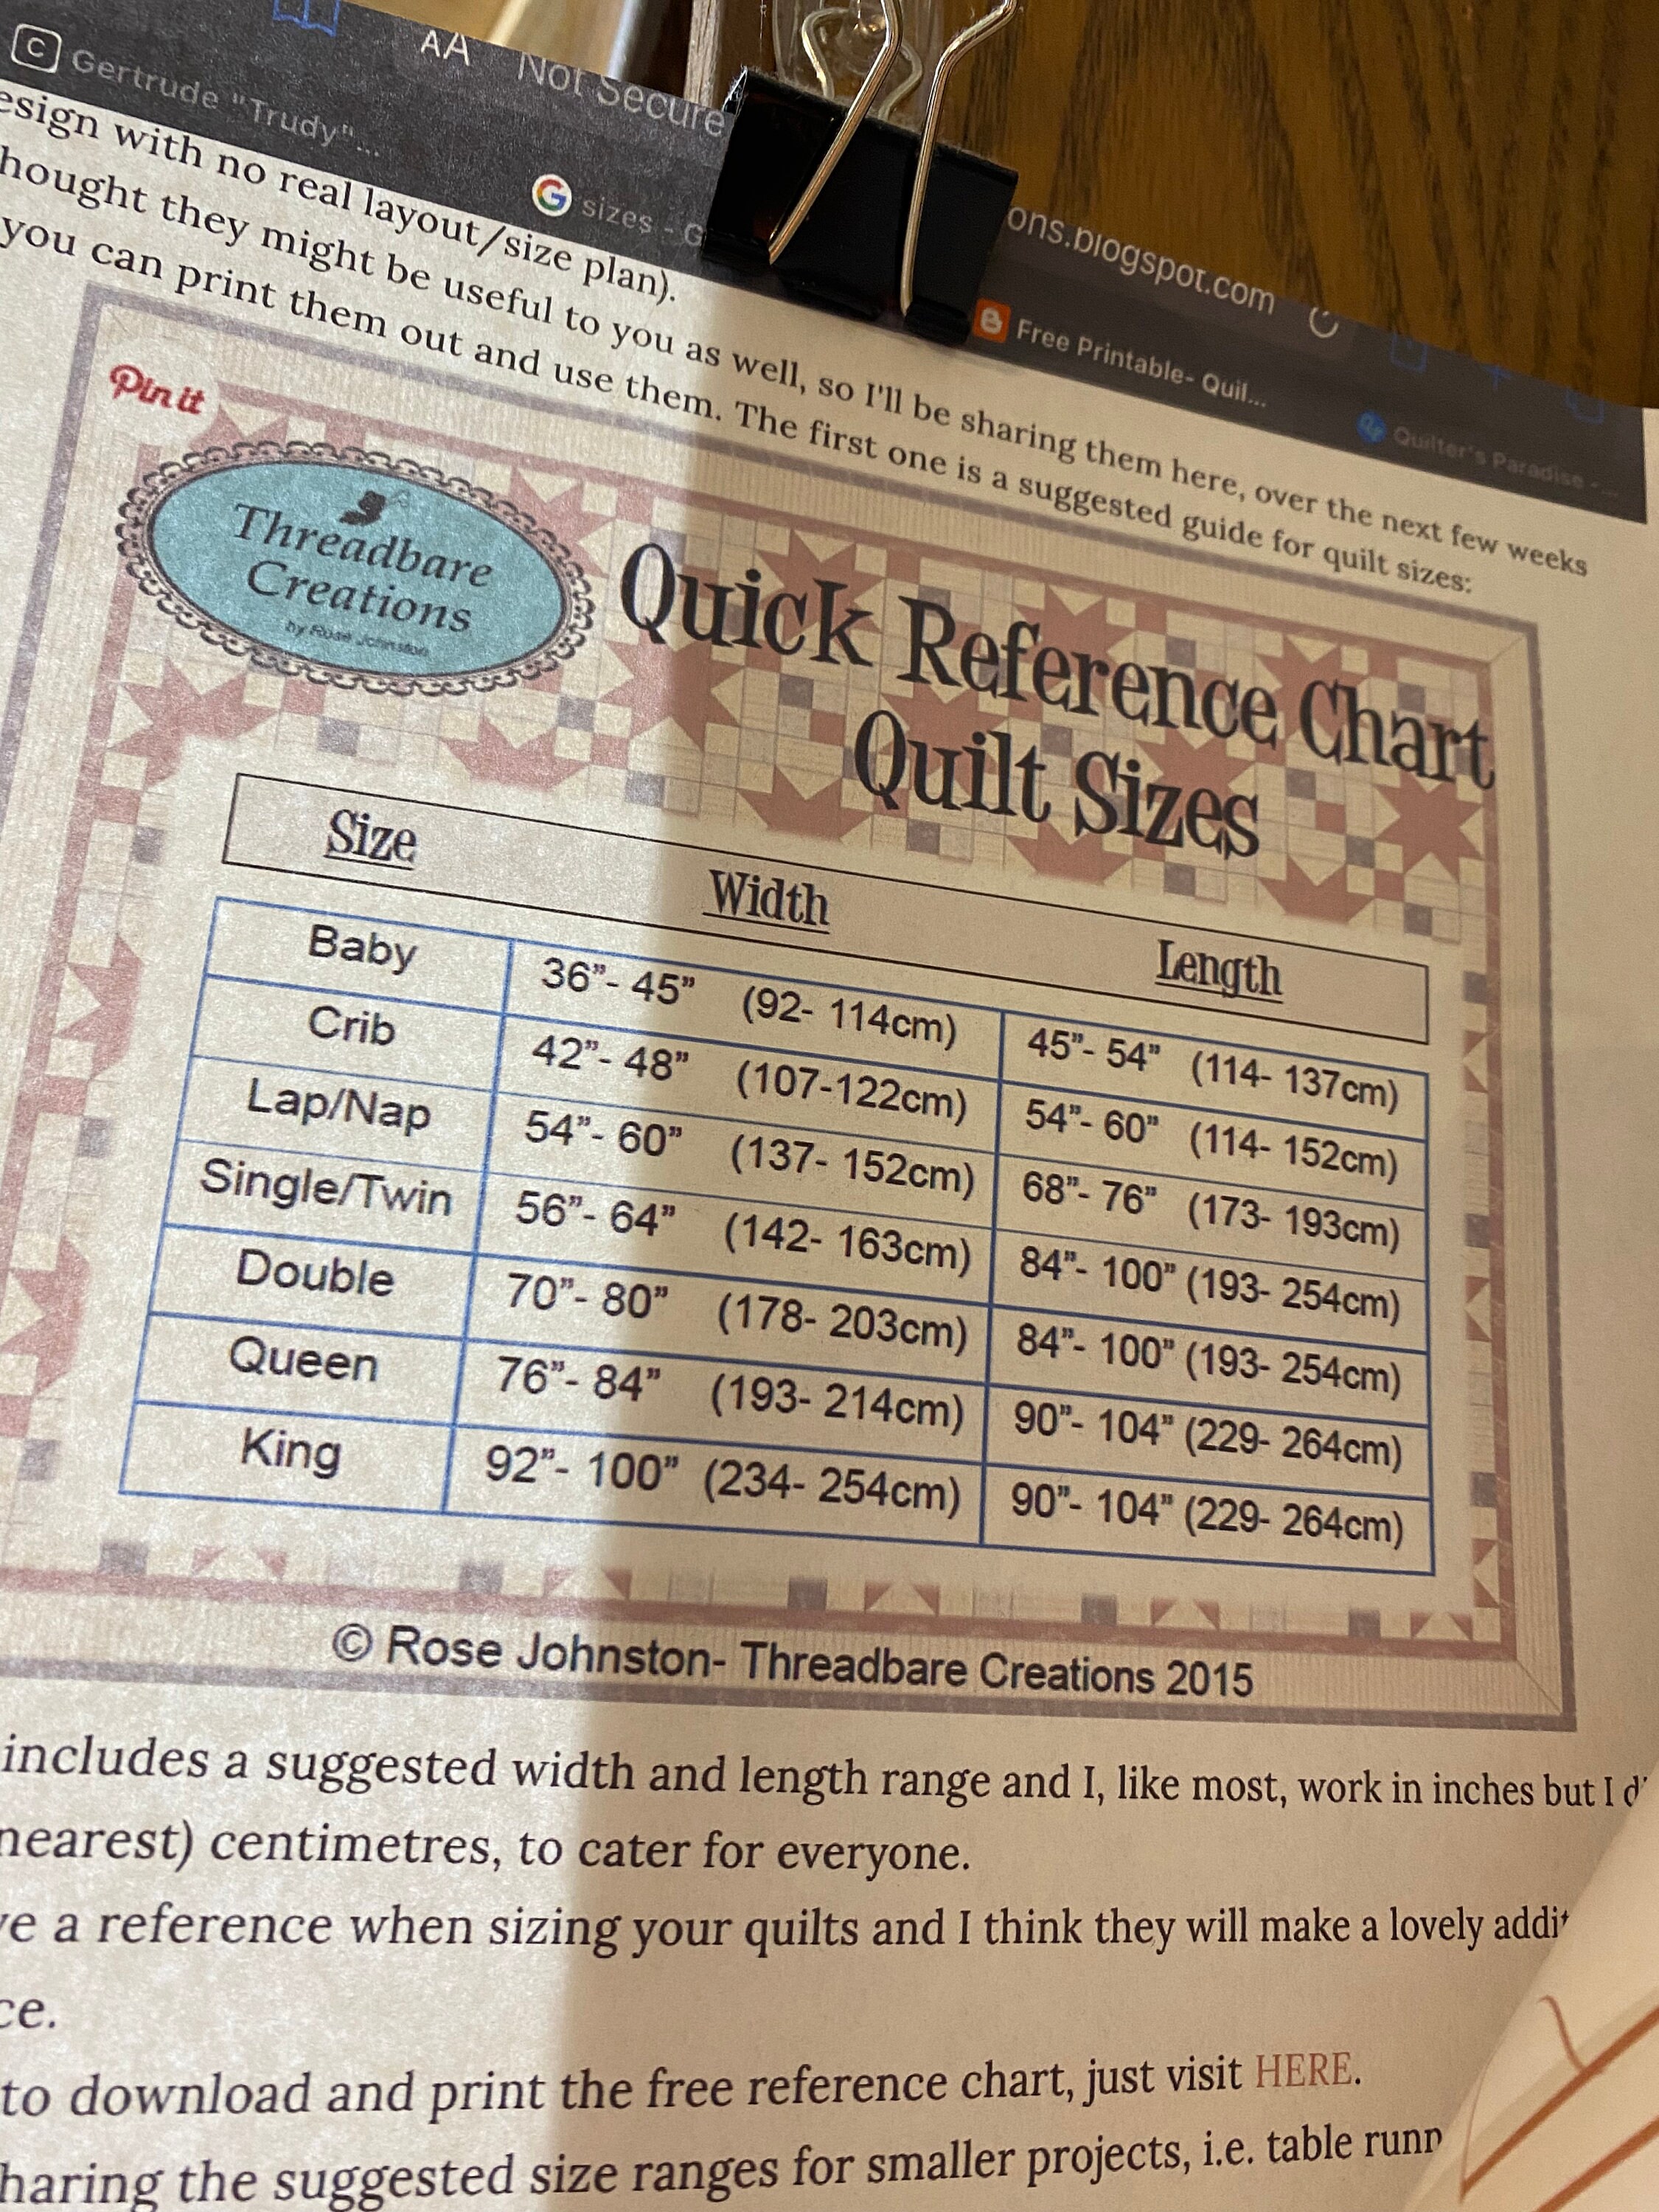 AA Not Secure ons.blogspot.com
C Gertrude "Trudy"... sizes - G Free Printable- Quil... Quilter's Paradise -...
esign with no real layout/size plan).
hought they might be useful to you as well, so I'll be sharing them here, over the next few weeks
you can print them out and use them. The first one is a suggested guide for quilt sizes:
Pin it
Threadbare
Creations
by Rose Johnston
Quick Reference Chart
Quilt Sizes
Size Width Length
Baby 36”- 45” (92- 114cm) 45”- 54” (114- 137cm)
Crib 42”- 48” (107-122cm) 54”- 60” (114- 152cm)
Lap/Nap 54”- 60” (137- 152cm) 68”- 76” (173- 193cm)
Single/Twin 56”- 64” (142- 163cm) 84”- 100” (193- 254cm)
Double 70”- 80” (178- 203cm) 84”- 100” (193- 254cm)
Queen 76”- 84” (193- 214cm) 90”- 104” (229- 264cm)
King 92”- 100” (234- 254cm) 90”- 104” (229- 264cm)
© Rose Johnston- Threadbare Creations 2015
includes a suggested width and length range and I, like most, work in inches but I d
nearest) centimetres, to cater for everyone.
ve a reference when sizing your quilts and I think they will make a lovely addit
ce.
to download and print the free reference chart, just visit HERE.
haring the suggested size ranges for smaller projects, i.e. table runn